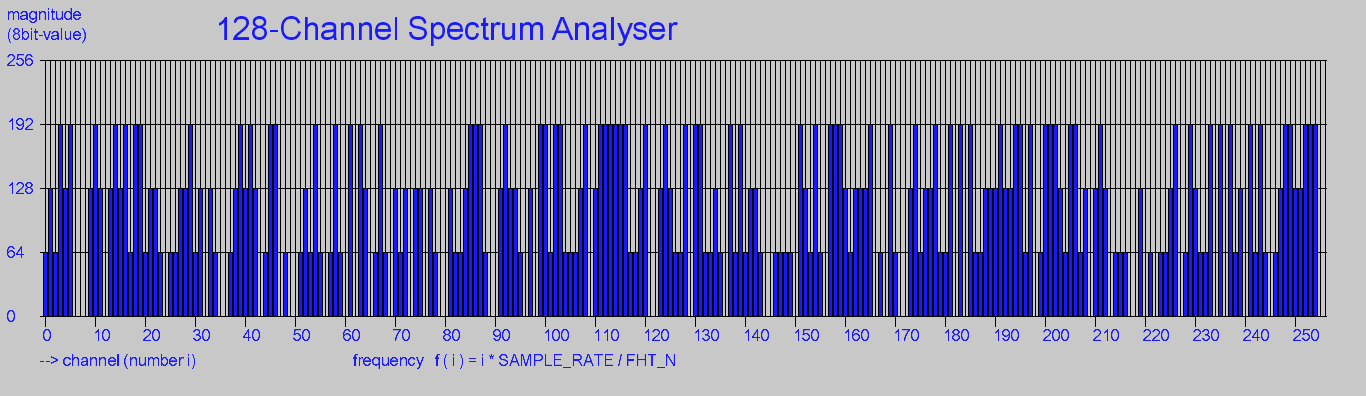 magnitude
(8bit-value)
128-Channel Spectrum Analyser
256
192
128
64
0
0 10 20 30 40 50 60 70 80 90 100 110 120 130 140 150 160 170 180 190 200 210 220 230 240 250
--> channel (number i)
frequency f ( i ) = i * SAMPLE_RATE / FHT_N